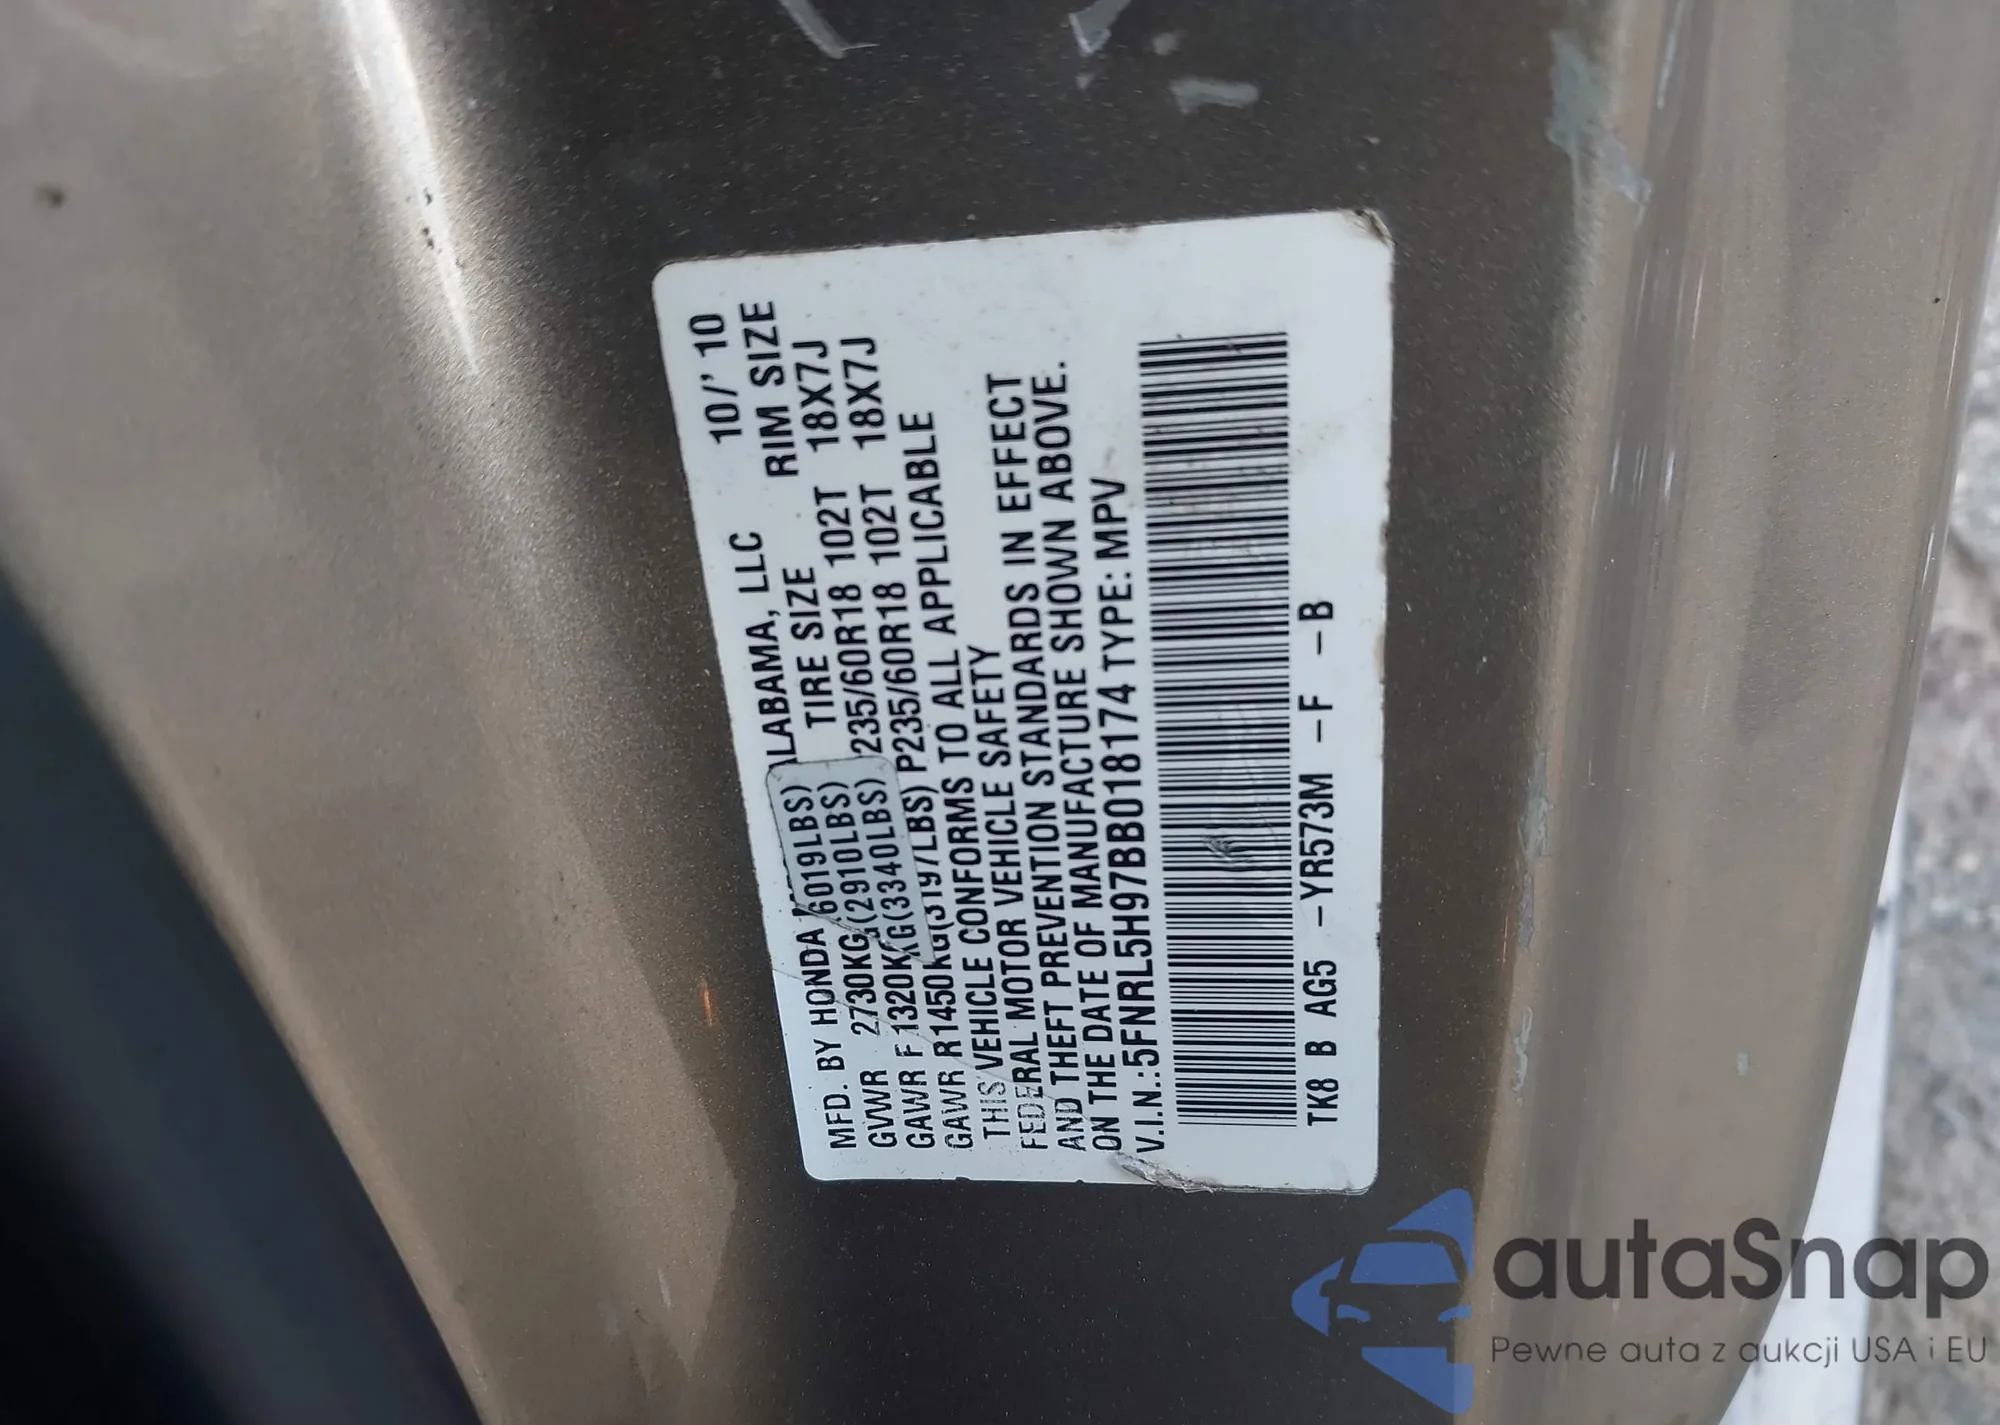 MFD. BY HONDA ALABAMA, LLC 10/'10
GVWR 2730KG 6019LBS) TIRE SIZE RIM SIZE
GAWR F 1320KG(2910LBS) P235/60R18 102T 18X7J
GAWR R1450KG(3197LBS) P235/60R18 102T 18X7J
(3340LBS)
THIS VEHICLE CONFORMS TO ALL APPLICABLE
FEDERAL MOTOR VEHICLE SAFETY
AND THEFT PREVENTION STANDARDS IN EFFECT
ON THE DATE OF MANUFACTURE SHOWN ABOVE.
V.I.N.:5FNRL5H97BB018174 TYPE: MPV
TK8 B AG5 -YR573M -F -B
autaSnap
Pewne auta z aukcji USA i EU